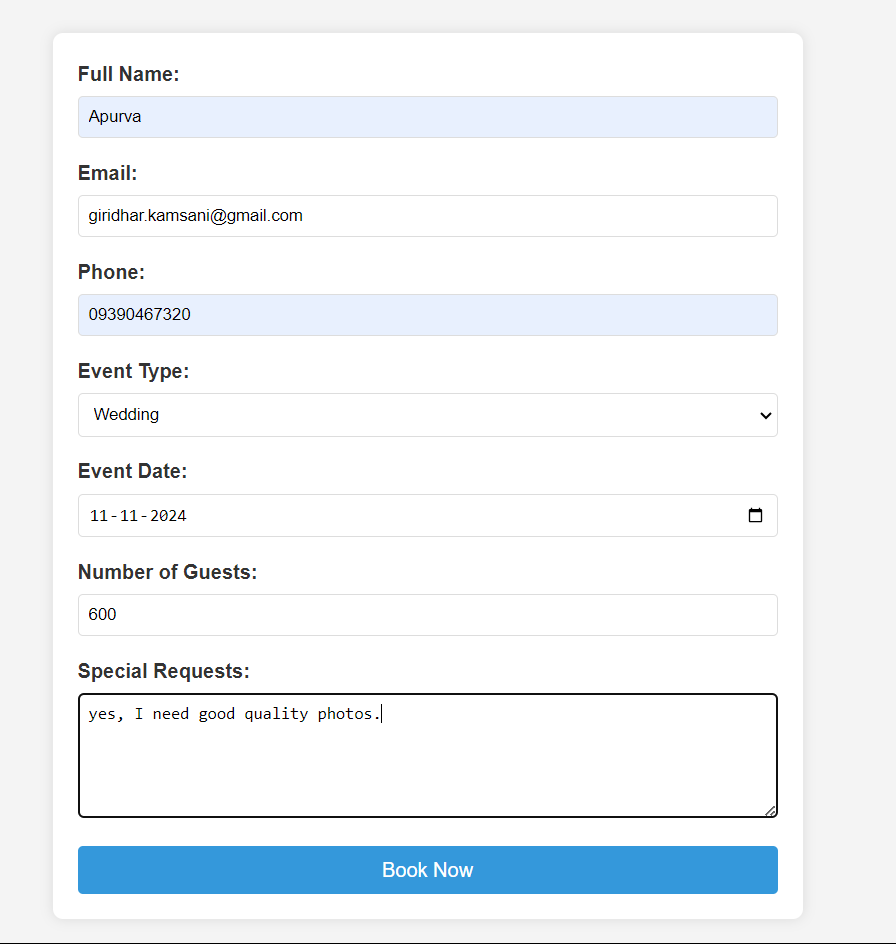 Full Name:
Apurva
Email:
giridhar.kamsani@gmail.com
Phone:
09390467320
Event Type:
Wedding
Event Date:
11-11-2024
Number of Guests:
600
Special Requests:
yes, I need good quality photos.
Book Now